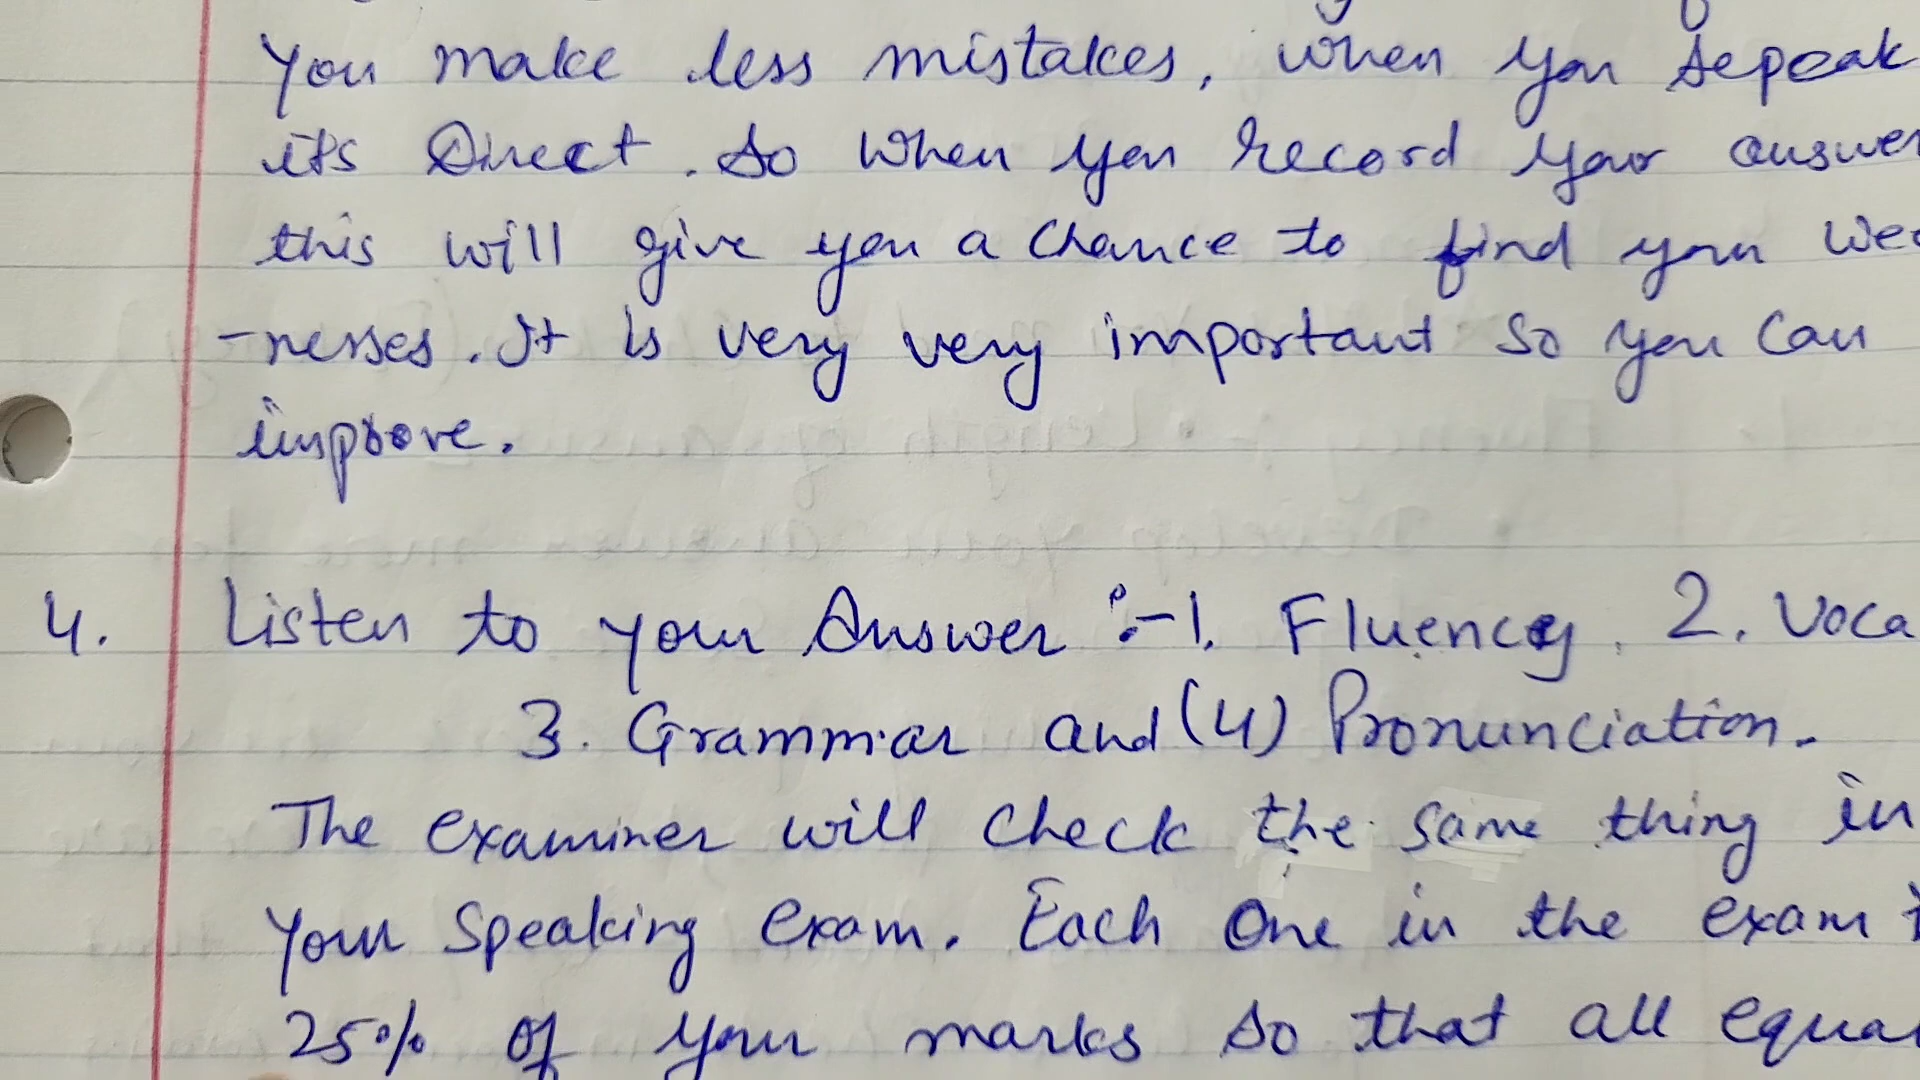 You make less mistakes, when you sepeak
its Direct. So when you record your answer
this will give you a chance to find your wea
-nesses. It is very very important so you can
improve.
4. Listen to your Answer :- 1. Fluency. 2. Voca
3. Grammar and (4) Pronunciation.
The examiner will check the same thing in
your speaking exam. Each one in the exam
25% of your marks so that all equal